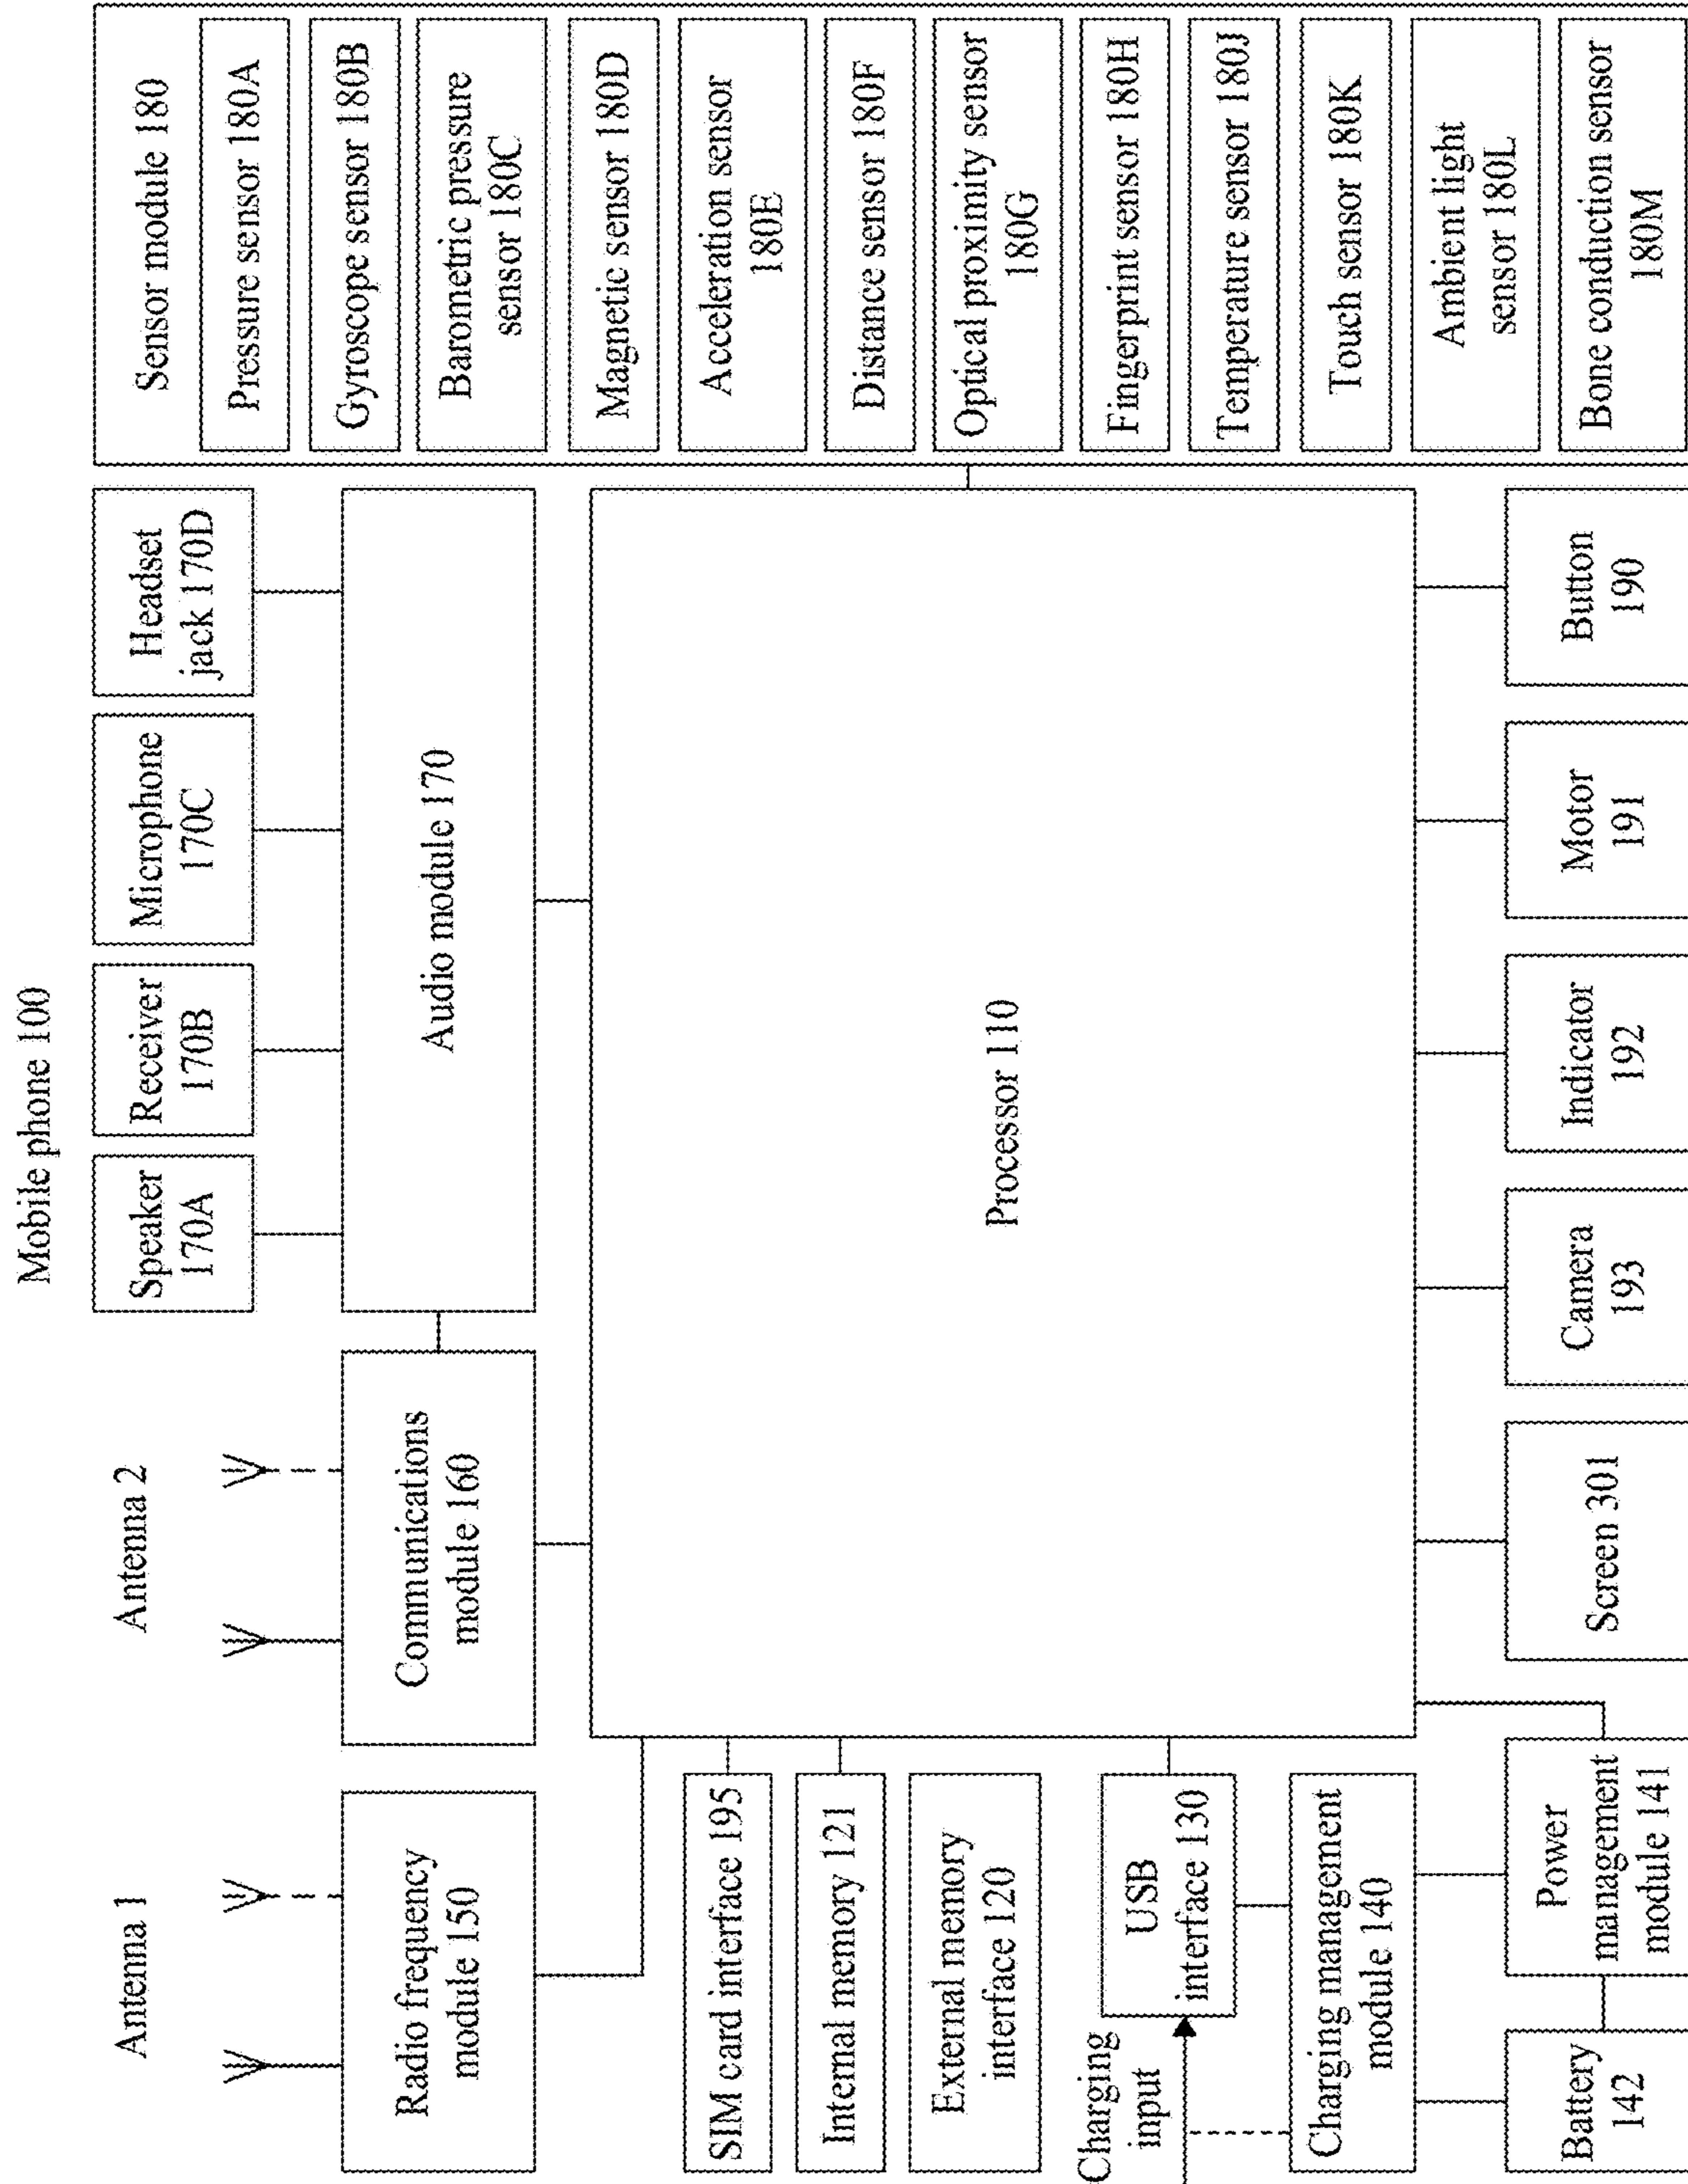 Mobile phone 100
Antenna 1
Antenna 2
Speaker
170A
Receiver
170B
Microphone
170C
Headset
jack 170D
Radio frequency
module 150
Communications
module 160
Audio module 170
SIM card interface 195
Internal memory 121
External memory
interface 120
Charging
input
USB
interface 130
Charging management
module 140
Battery
142
Power
management
module 141
Processor 110
Screen 301
Camera
193
Indicator
192
Motor
191
Button
190
Sensor module 180
Pressure sensor 180A
Gyroscope sensor 180B
Barometric pressure
sensor 180C
Magnetic sensor 180D
Acceleration sensor
180E
Distance sensor 180F
Optical proximity sensor
180G
Fingerprint sensor 180H
Temperature sensor 180J
Touch sensor 180K
Ambient light
sensor 180L
Bone conduction sensor
180M